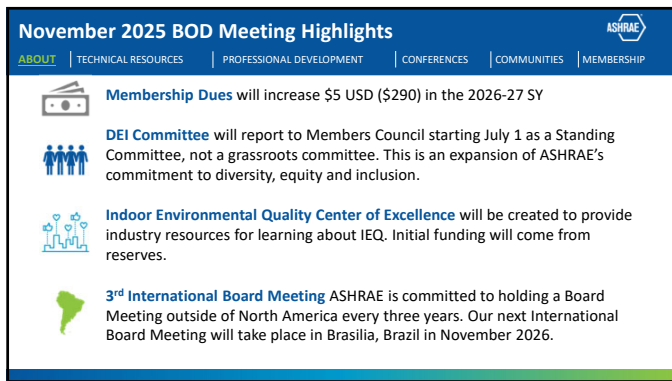 November 2025 BOD Meeting Highlights
ASHRAE
ABOUT | TECHNICAL RESOURCES | PROFESSIONAL DEVELOPMENT | CONFERENCES | COMMUNITIES | MEMBERSHIP
Membership Dues will increase $5 USD ($290) in the 2026-27 SY
DEI Committee will report to Members Council starting July 1 as a Standing
Committee, not a grassroots committee. This is an expansion of ASHRAE’s
commitment to diversity, equity and inclusion.
Indoor Environmental Quality Center of Excellence will be created to provide
industry resources for learning about IEQ. Initial funding will come from
reserves.
3rd International Board Meeting ASHRAE is committed to holding a Board
Meeting outside of North America every three years. Our next International
Board Meeting will take place in Brasilia, Brazil in November 2026.